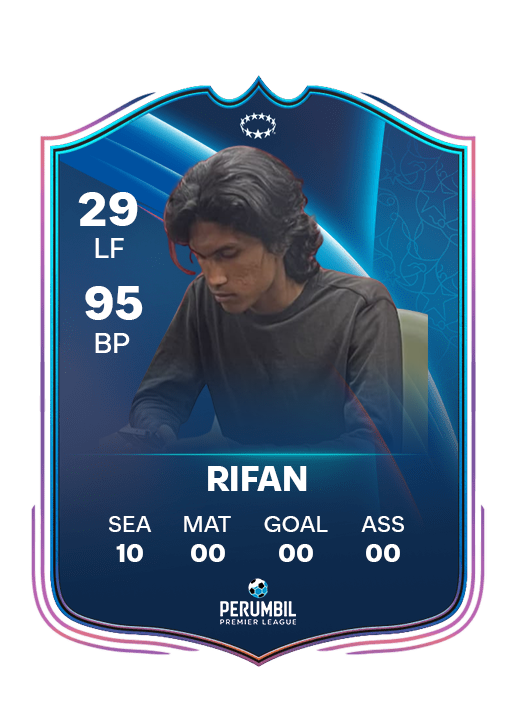 29
LF
95
BP
RIFAN
SEA MAT GOAL ASS
10 00 00 00
PERUMBIL
PREMIER LEAGUE